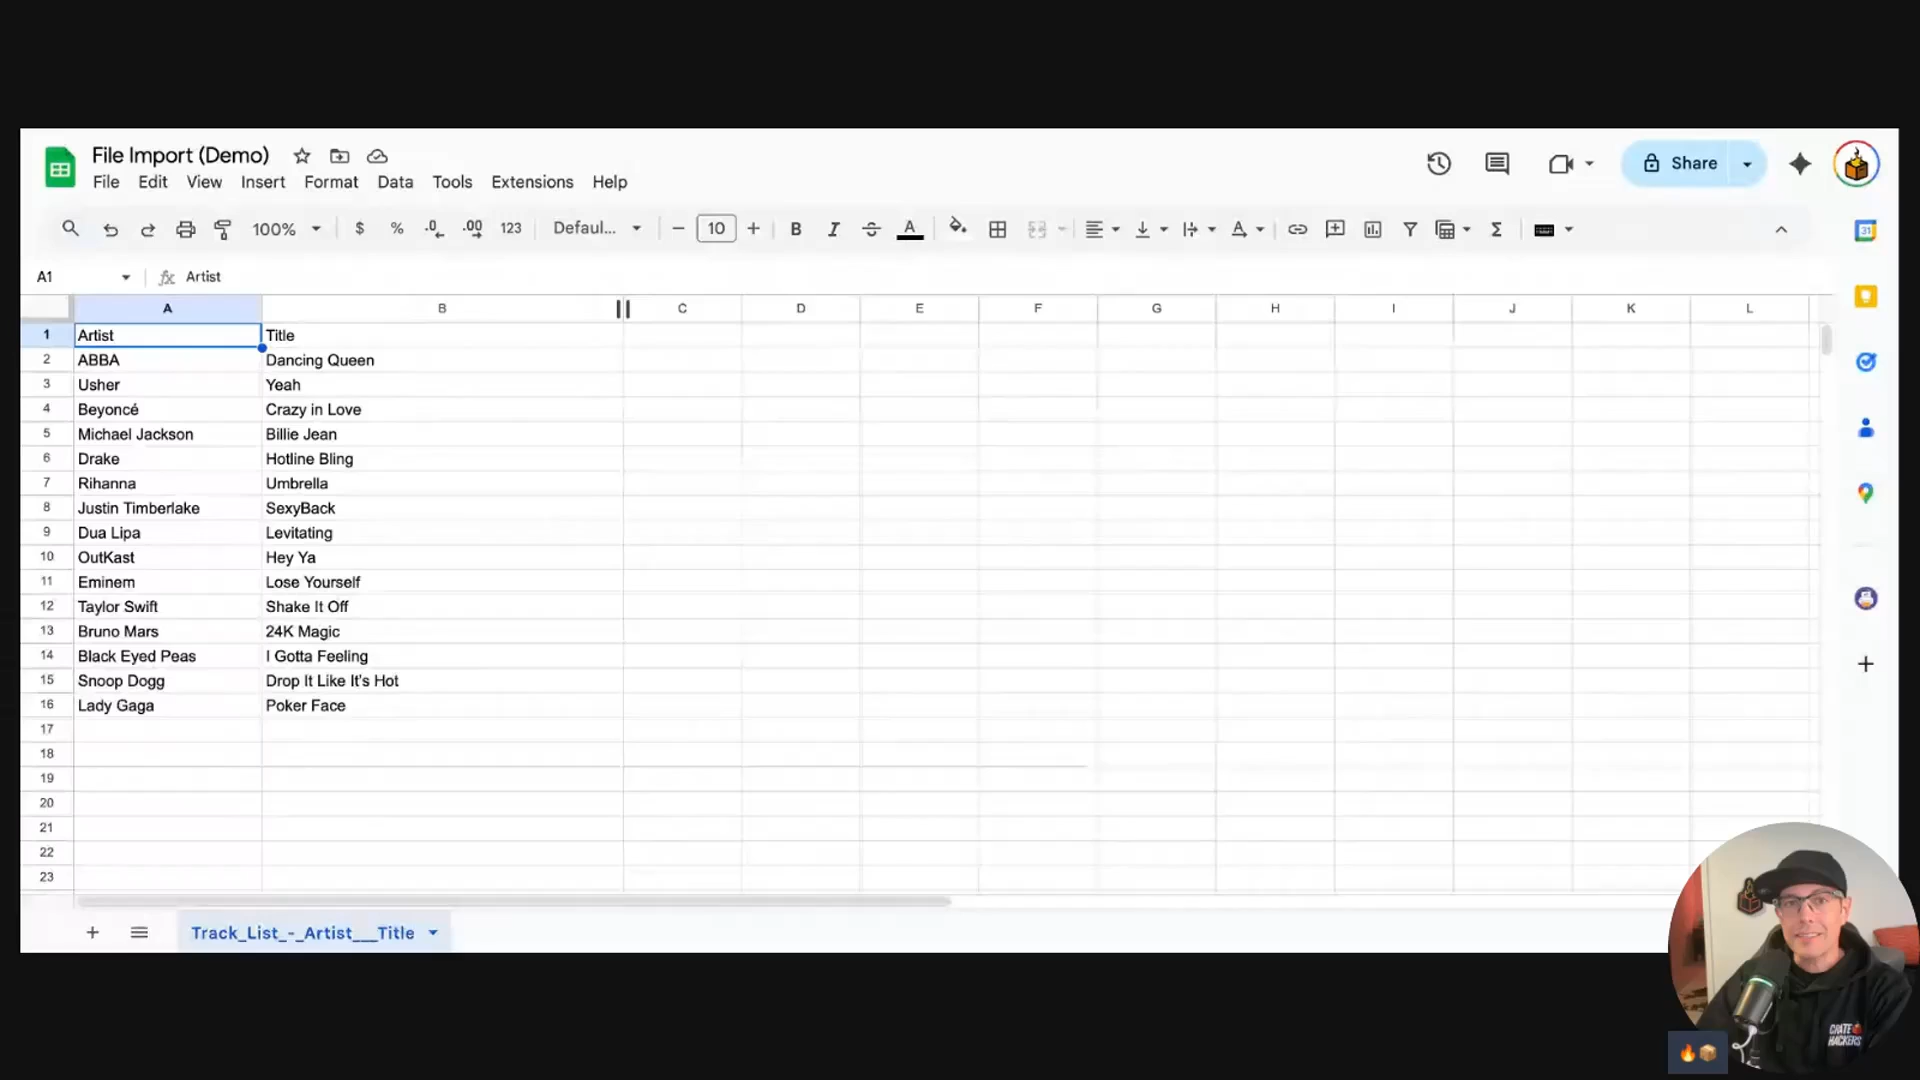 File Import (Demo)
File Edit View Insert Format Data Tools Extensions Help
Share
100% $ % .0 .00 123 Defaul... 10 B I S A
31
A1 fx Artist
A B C D E F G H I J K L
1 Artist Title
2 ABBA Dancing Queen
3 Usher Yeah
4 Beyoncé Crazy in Love
5 Michael Jackson Billie Jean
6 Drake Hotline Bling
7 Rihanna Umbrella
8 Justin Timberlake SexyBack
9 Dua Lipa Levitating
10 OutKast Hey Ya
11 Eminem Lose Yourself
12 Taylor Swift Shake It Off
13 Bruno Mars 24K Magic
14 Black Eyed Peas I Gotta Feeling
15 Snoop Dogg Drop It Like It's Hot
16 Lady Gaga Poker Face
17
18
19
20
21
22
23
Track_List_-_Artist___Title
CRATE
HACKERS